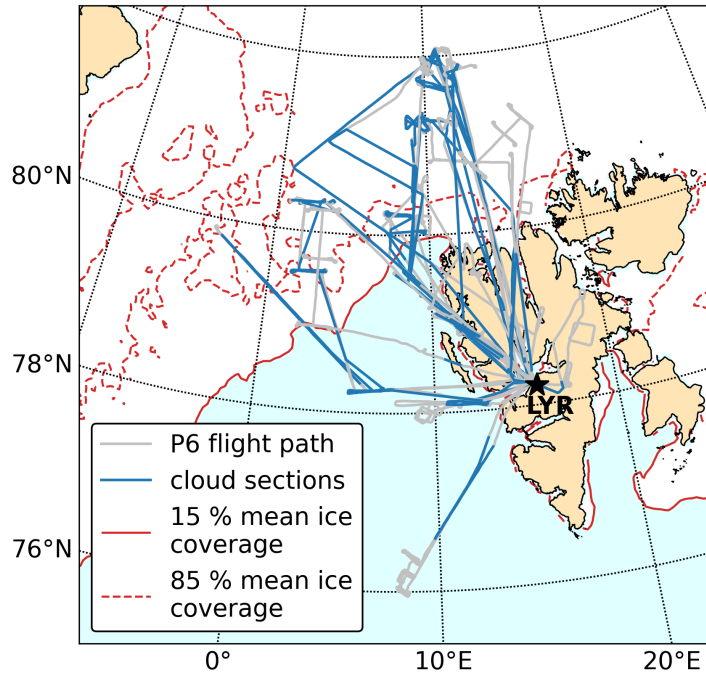 80°N
78°N
LYR
76°N
P6 flight path
cloud sections
15 % mean ice
coverage
85 % mean ice
coverage
0°
10°E
20°E